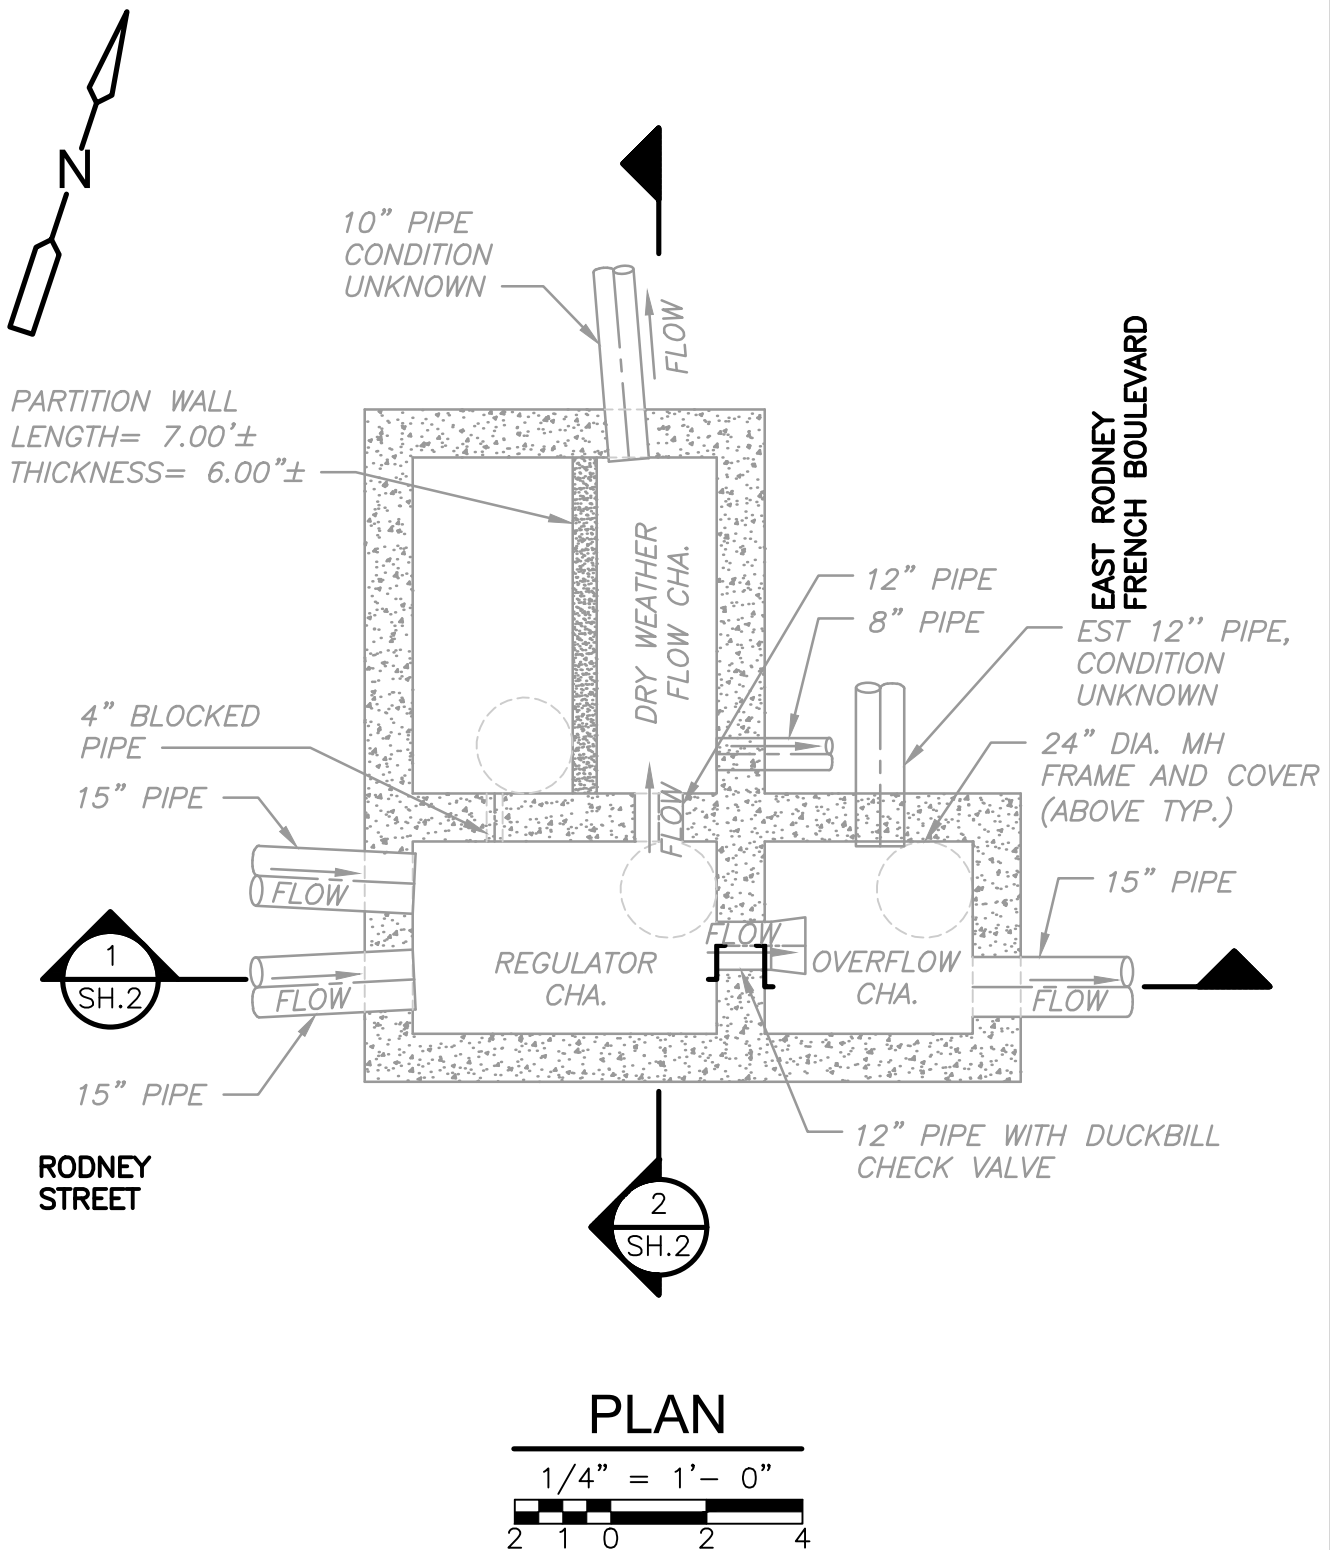 N
10” PIPE
CONDITION
UNKNOWN
FLOW
EAST RODNEY
FRENCH BOULEVARD
PARTITION WALL
LENGTH= 7.00'±
THICKNESS= 6.00”±
DRY WEATHER
FLOW CHA.
12” PIPE
8” PIPE
EST 12'' PIPE,
CONDITION
UNKNOWN
4” BLOCKED
PIPE
24” DIA. MH
FRAME AND COVER
(ABOVE TYP.)
15” PIPE
FLOW
FLOW
15” PIPE
1
SH.2
FLOW
REGULATOR
CHA.
FLOW
OVERFLOW
CHA.
FLOW
15” PIPE
12” PIPE WITH DUCKBILL
CHECK VALVE
RODNEY
STREET
2
SH.2
PLAN
1/4” = 1'- 0”
2 1 0 2 4